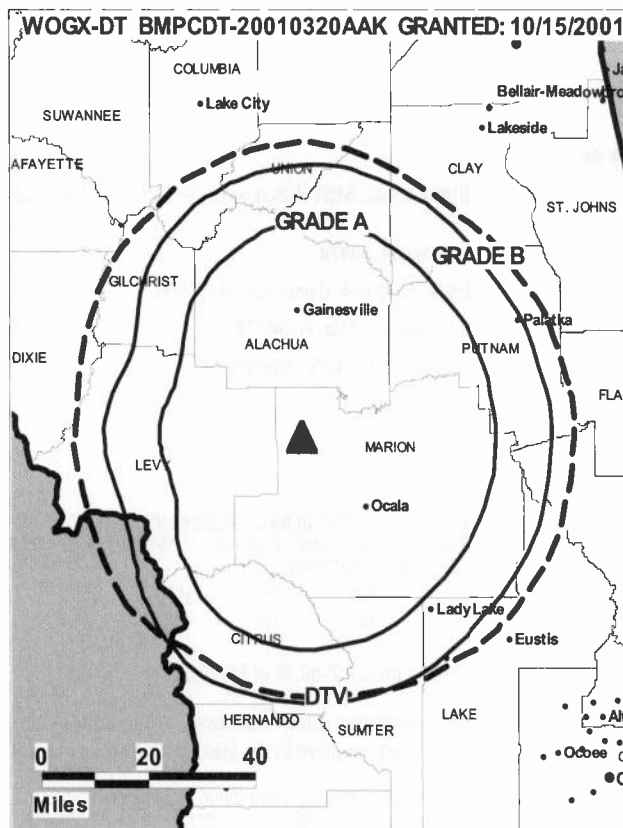 WOGX-DT BMPCDT-20010320AAK GRANTED: 10/15/2001
COLUMBIA
Lake City
SUWANNEE
Bellair-Meadowbro
Lakeside
AFAYETTE
UNION
CLAY
ST. JOHNS
GRADE A
GRADE B
GILCHRIST
Gainesville
Palatka
ALACHUA
PUTNAM
DIXIE
FLA
LEVY
MARION
Ocala
Lady Lake
CITRUS
Eustis
DTV
HERNANDO
LAKE
SUMTER
Ocoee
0 20 40
Miles